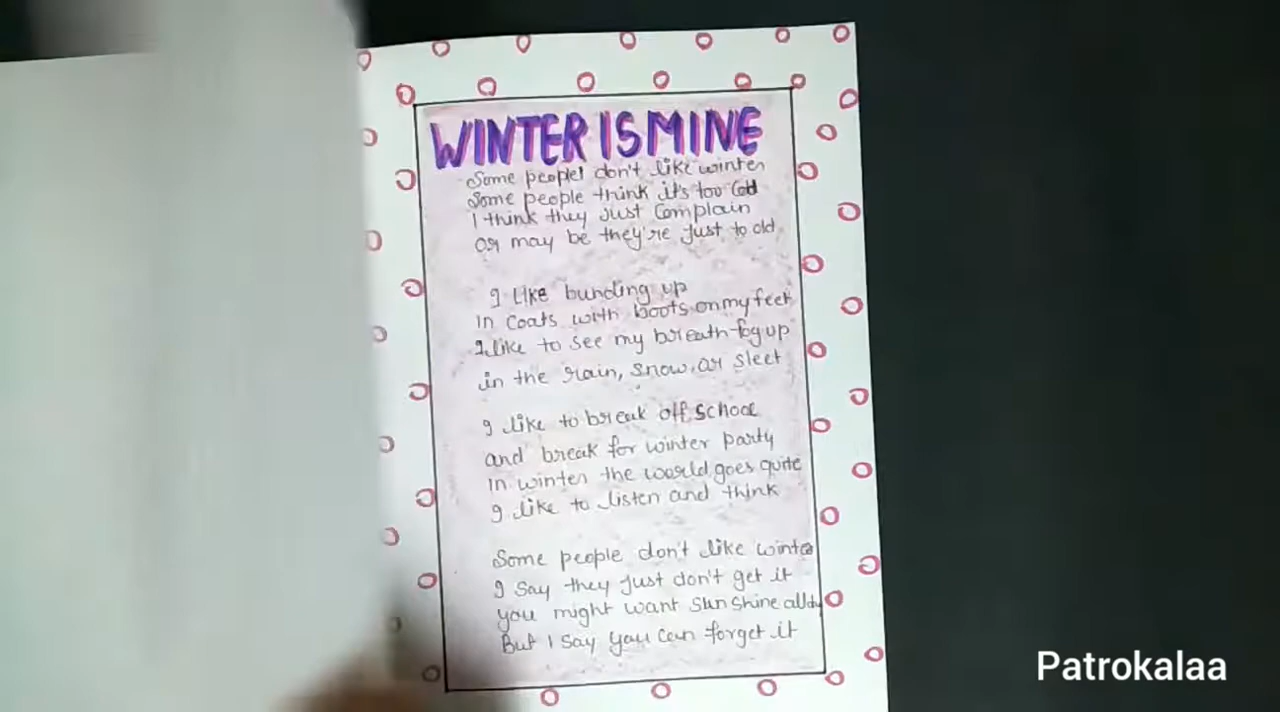 WINTER IS MINE
Some people don't like winter
Some people think it's too cold
I think they just complain
or may be they're just to old
I like bunding up
in coats with boots on my feet
I like to see my breath fog up
in the rain, snow, or sleet
I like to break off school
and break for winter party
in winter the world goes quite
I like to listen and think
Some people don't like winter
I say they just don't get it
you might want sunshine all
But I say you can forget it
Patrokalaa